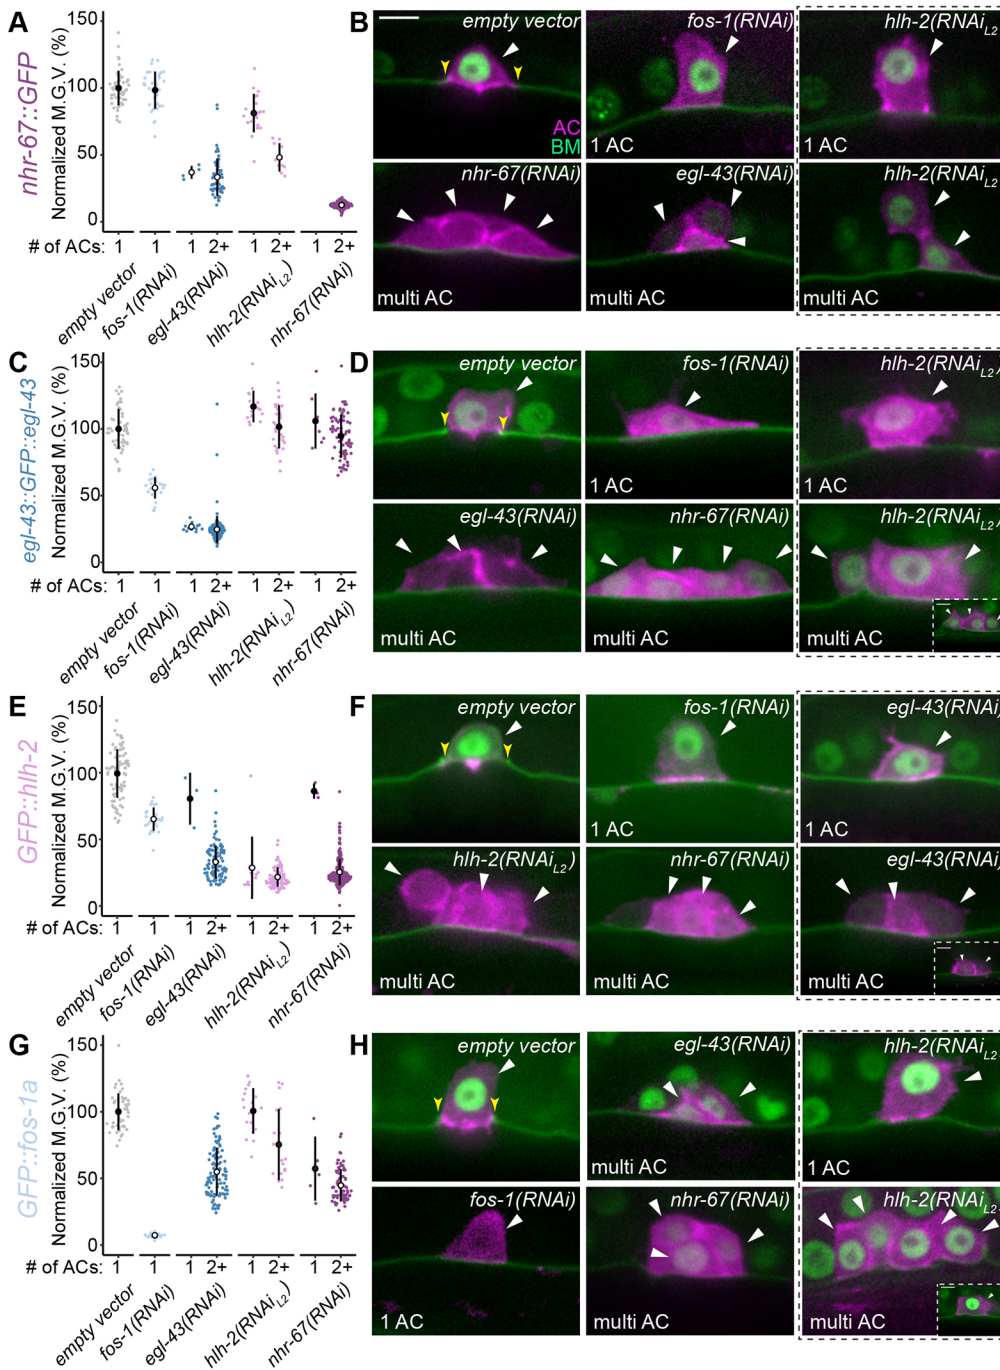 A
nhr-67::GFP
Normalized M.G.V. (%)
100
50
0
# of ACs: 1 1 1 2+ 1 2+ 1 2+
empty vector
fos-1(RNAi)
egl-43(RNAi)
hlh-2(RNAiL2)
nhr-67(RNAi)
B
empty vector
AC
BM
fos-1(RNAi)
1 AC
hlh-2(RNAiL2
1 AC
nhr-67(RNAi)
multi AC
egl-43(RNAi)
multi AC
hlh-2(RNAiL2
multi AC
C
egl-43::GFP::egl-43
Normalized M.G.V. (%)
150
100
50
0
# of ACs: 1 1 1 2+ 1 2+ 1 2+
empty vector
fos-1(RNAi)
egl-43(RNAi)
hlh-2(RNAiL2)
nhr-67(RNAi)
D
empty vector
fos-1(RNAi)
1 AC
hlh-2(RNAiL2)
1 AC
egl-43(RNAi)
multi AC
nhr-67(RNAi)
multi AC
hlh-2(RNAiL2)
multi AC
E
GFP::hlh-2
Normalized M.G.V. (%)
150
100
50
0
# of ACs: 1 1 1 2+ 1 2+ 1 2+
empty vector
fos-1(RNAi)
egl-43(RNAi)
hlh-2(RNAiL2)
nhr-67(RNAi)
F
empty vector
fos-1(RNAi)
1 AC
egl-43(RNAi)
1 AC
hlh-2(RNAiL2)
multi AC
nhr-67(RNAi)
multi AC
egl-43(RNAi)
multi AC
G
GFP::fos-1a
Normalized M.G.V. (%)
150
100
50
0
# of ACs: 1 1 2+ 1 2+ 1 2+
empty vector
fos-1(RNAi)
egl-43(RNAi)
hlh-2(RNAiL2)
nhr-67(RNAi)
H
empty vector
egl-43(RNAi)
multi AC
hlh-2(RNAiL2)
1 AC
fos-1(RNAi)
1 AC
nhr-67(RNAi)
multi AC
hlh-2(RNAiL2
multi AC